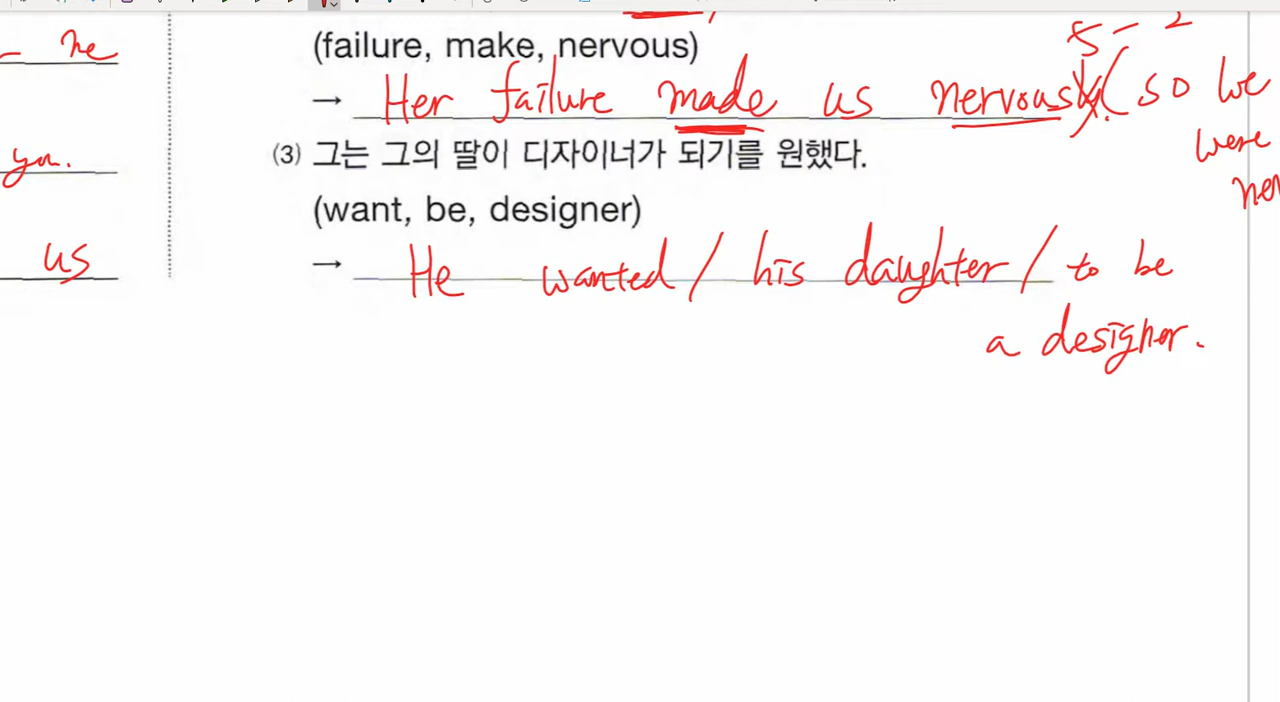 he
you.
us
(failure, make, nervous)
5 - 2
→ Her failure made us nervous (so we
were
(3) 그는 그의 딸이 디자이너가 되기를 원했다.
(want, be, designer)
→ He wanted / his daughter / to be
a designer.